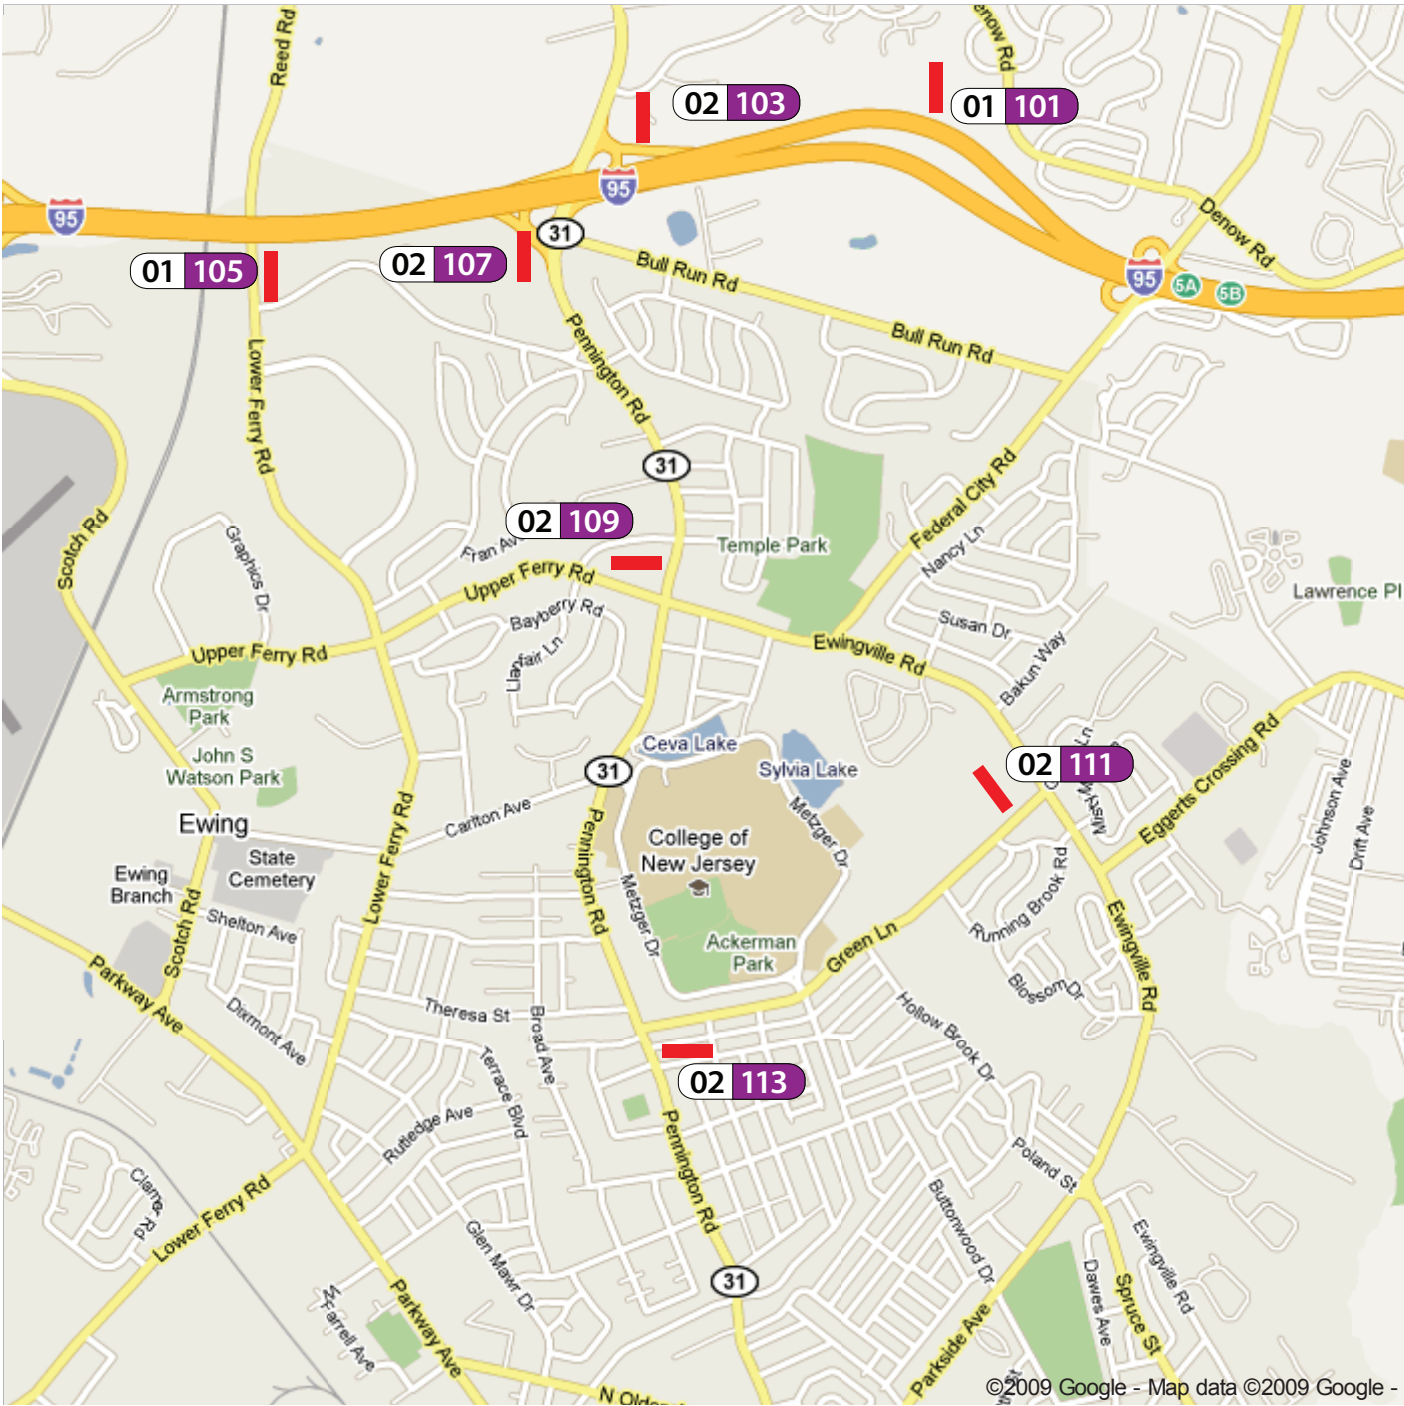 Reed Rd
enow Rd
02 103
01 101
95
95
31
01 105
02 107
Bull Run Rd
Denow Rd
95
5A
5B
Bull Run Rd
Pennington Rd
Lower Ferry Rd
31
Federal City Rd
02 109
Scotch Rd
Graphics Dr
Fran Av
Temple Park
Nancy Ln
Upper Ferry Rd
Lawrence Pl
Bayberry Rd
Susan Dr
Upper Ferry Rd
Ewingville Rd
Bakun Way
Armstrong
Park
Ceva Lake
John S
Watson Park
31
Sylvia Lake
02 111
Eggerts Crossing Rd
Johnson Ave
Drift Ave
Carlton Ave
Metzger Dr
Ewing
College of
New Jersey
Pennington Rd
Lower Ferry Rd
State
Cemetery
Ewing
Branch
Running Brook Rd
Metzger Dr
Shelton Ave
Scotch Rd
Ackerman
Park
Green Ln
Ewingville Rd
Blossom Dr
Parkway Ave
Dixmont Ave
Theresa St
Broad Ave
Hollow Brook Dr
Terrace Blvd
02 113
Rutledge Ave
Pennington Rd
Poland St
Clamer Rd
Lower Ferry Rd
Buttonwood Dr
Glen Mawr Dr
Ewingville Rd
31
Dawes Ave
Spruce St
Parkway Ave
W Farrell Ave
Parkside Ave
N Olden
©2009 Google - Map data ©2009 Google -